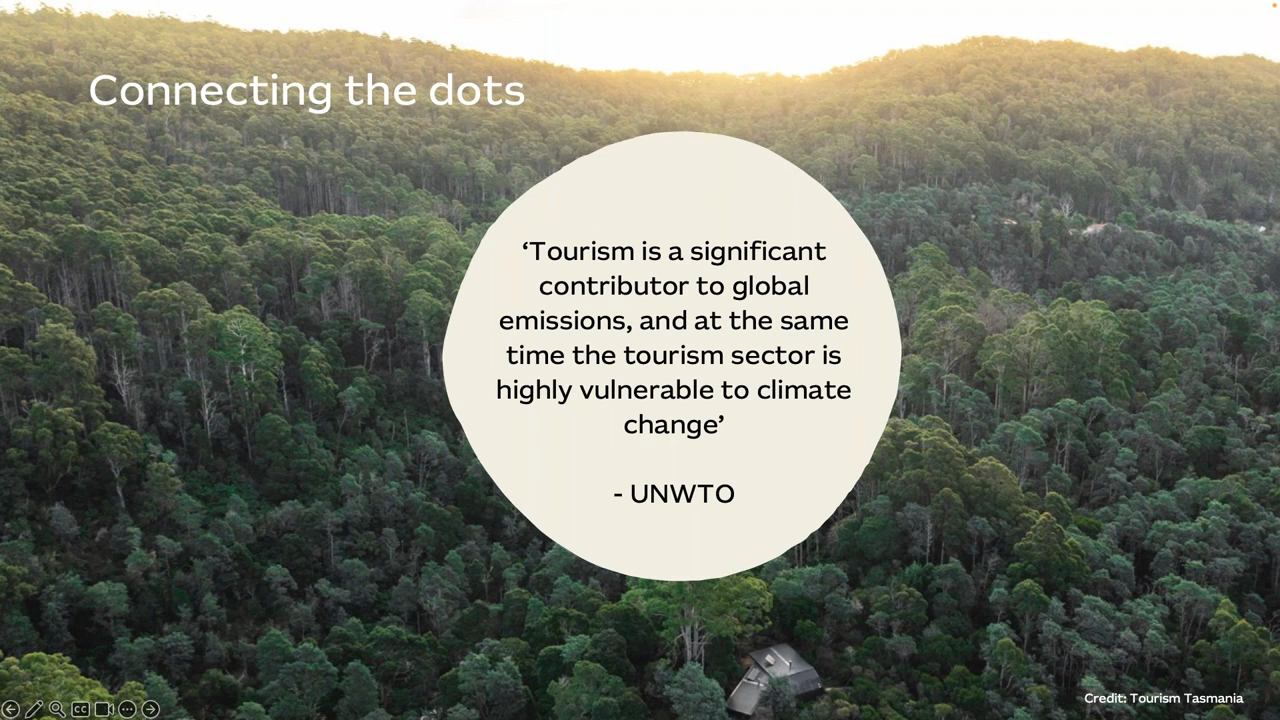 Connecting the dots
‘Tourism is a significant
contributor to global
emissions, and at the same
time the tourism sector is
highly vulnerable to climate
change’
- UNWTO
Credit: Tourism Tasmania
CC